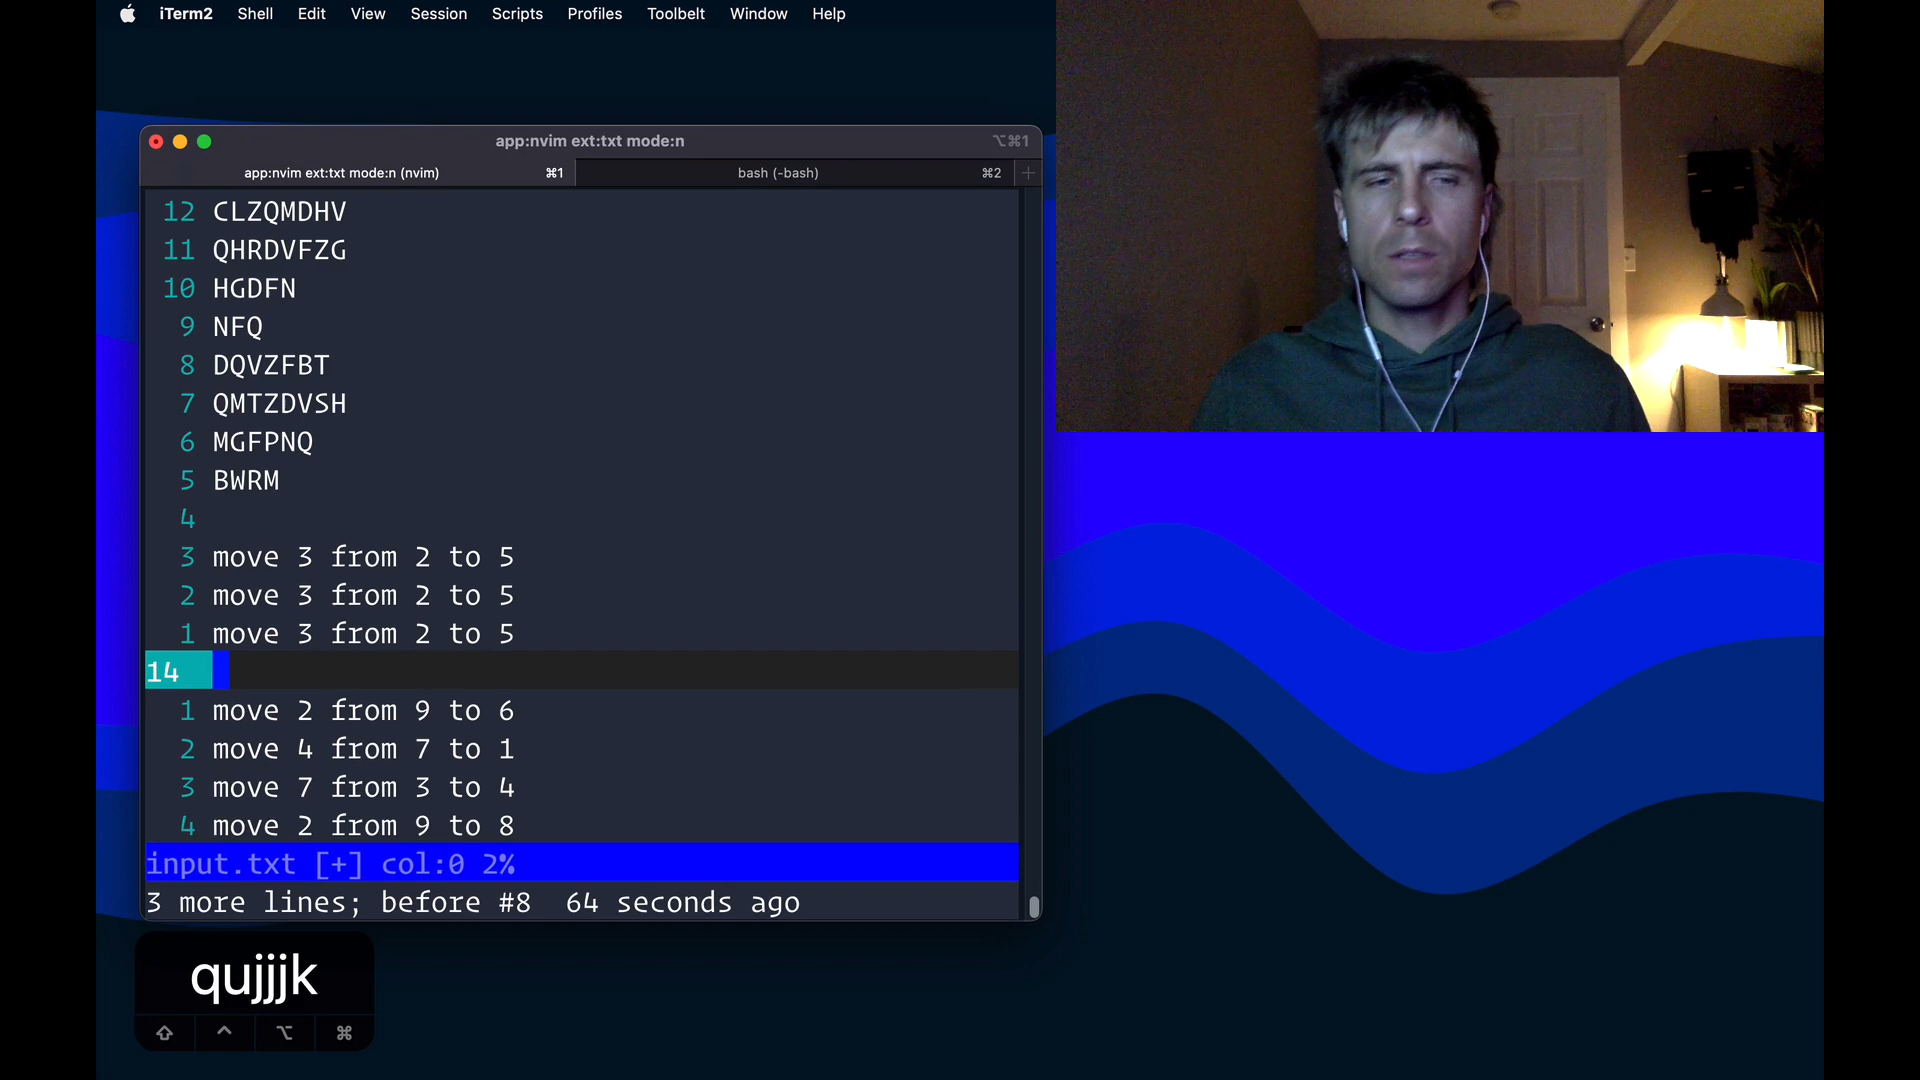 iTerm2 Shell Edit View Session Scripts Profiles Toolbelt Window Help
app:nvim ext:txt mode:n ⌥⌘1
app:nvim ext:txt mode:n (nvim) ⌘1 bash (-bash) ⌘2 +
12 CLZQMDHV
11 QHRDVFZG
10 HGDFN
9 NFQ
8 DQVZFBT
7 QMTZDVSH
6 MGFPNQ
5 BWRM
4
3 move 3 from 2 to 5
2 move 3 from 2 to 5
1 move 3 from 2 to 5
14
1 move 2 from 9 to 6
2 move 4 from 7 to 1
3 move 7 from 3 to 4
4 move 2 from 9 to 8
input.txt [+] col:0 2%
3 more lines; before #8 64 seconds ago
qujjjk
⇧ ^ ⌥ ⌘